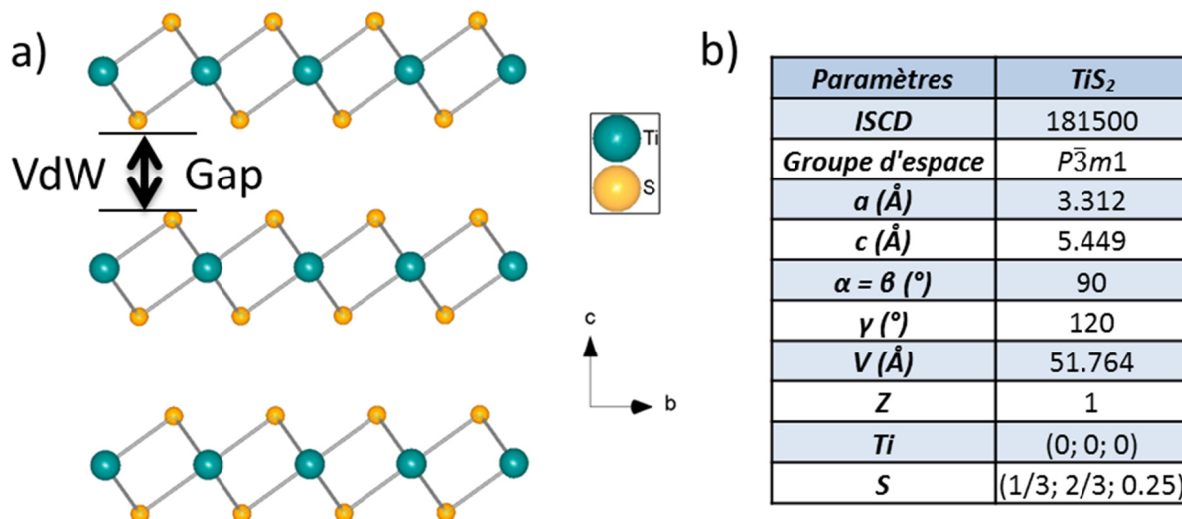 a)
VdW Gap
Ti
S
c
b
b)
Paramètres TiS₂
ISCD 181500
Groupe d'espace P3̅m1
a (Å) 3.312
c (Å) 5.449
α = β (°) 90
γ (°) 120
V (Å) 51.764
Z 1
Ti (0; 0; 0)
S (1/3; 2/3; 0.25)